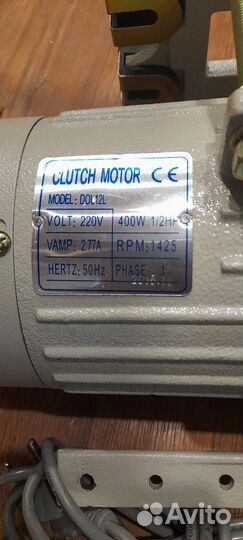 CLUTCH MOTOR CE
MODEL: DOL12L
VOLT: 220V 400W 1/2HP
VAMP: 2.77A RPM: 1425
HERTZ: 50Hz PHASE: 1
Avito